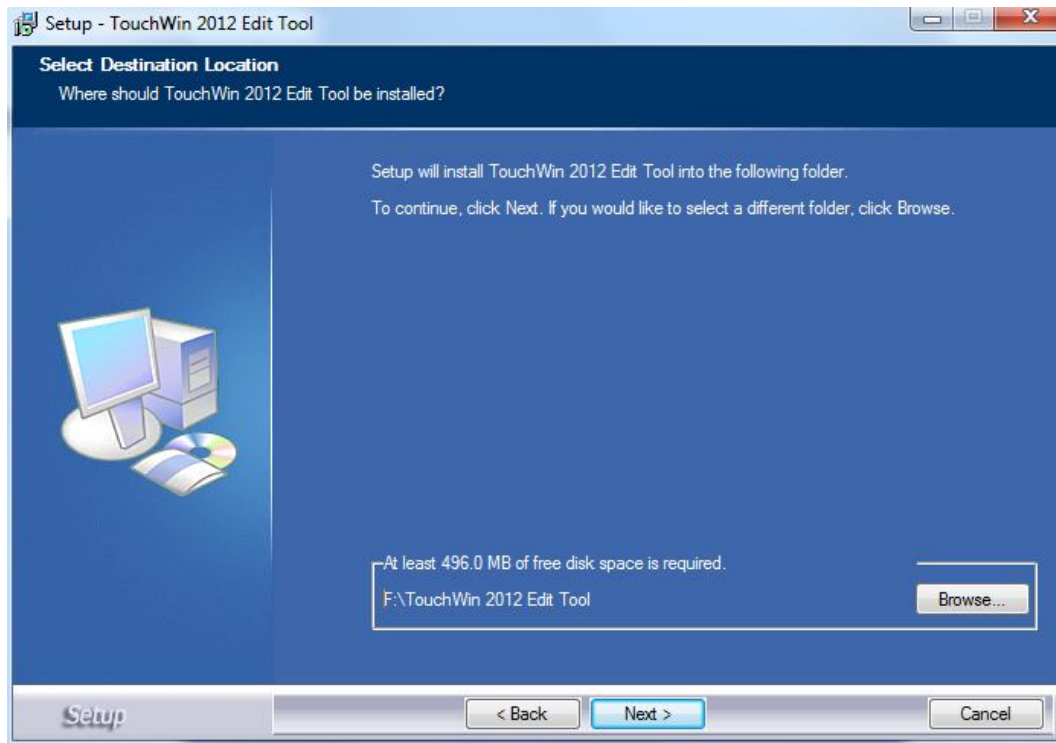 Setup - TouchWin 2012 Edit Tool
Select Destination Location
Where should TouchWin 2012 Edit Tool be installed?
Setup will install TouchWin 2012 Edit Tool into the following folder.
To continue, click Next. If you would like to select a different folder, click Browse.
At least 496.0 MB of free disk space is required.
F:\TouchWin 2012 Edit Tool
Browse...
Setup
< Back
Next >
Cancel